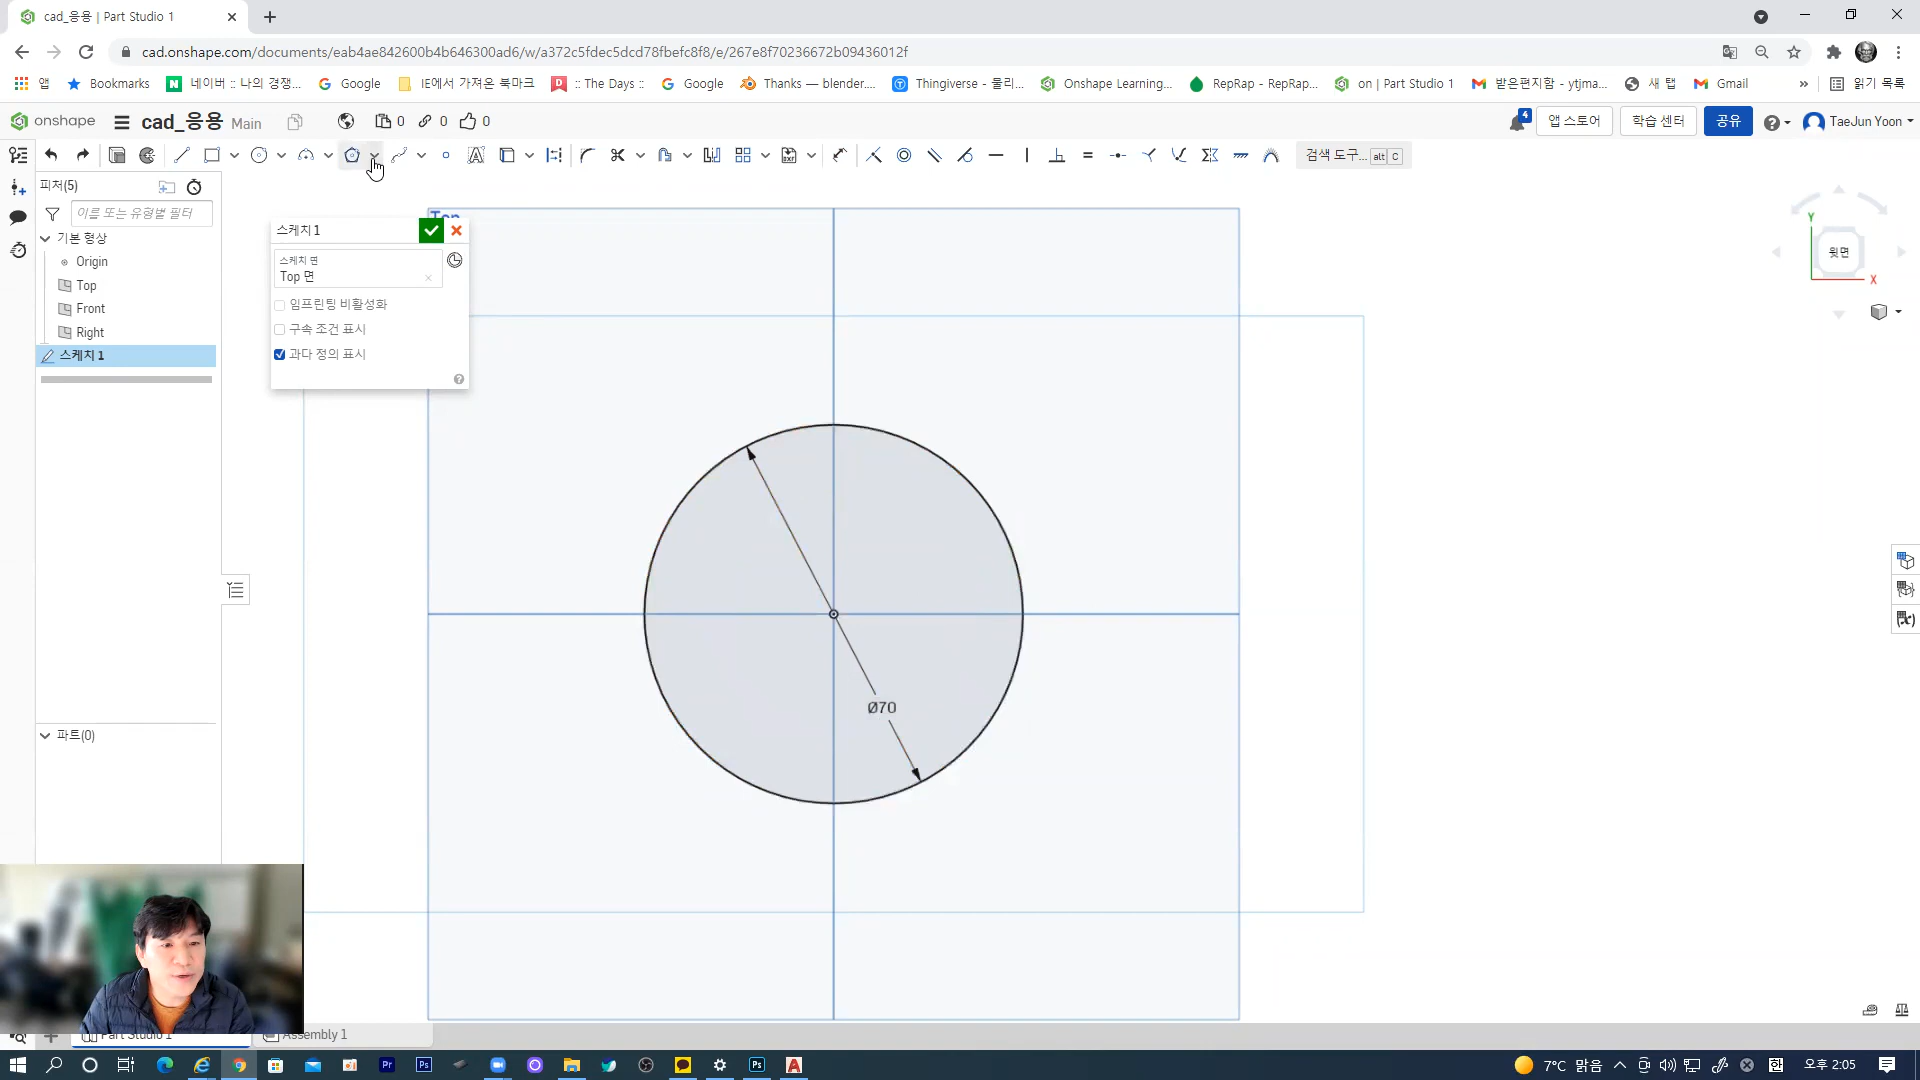 cad_응용 | Part Studio 1
cad.onshape.com/documents/eab4ae842600b4b646300ad6/w/a372c5fdec5dcd78fbefc8f8/e/267e8f70236672b09436012f
앱
Bookmarks
네이버 :: 나의 경쟁...
Google
IE에서 가져온 북마크
:: The Days ::
Google
Thanks — blender....
Thingiverse - 둘리...
Onshape Learning...
RepRap - RepRap...
on | Part Studio 1
받은편지함 - ytjma...
새 탭
Gmail
»
읽기 목록
onshape
cad_응용 Main
0
0
0
4
앱 스토어
학습 센터
공유
TaeJun Yoon
검색 도구... alt C
피처(5)
이름 또는 유형별 필터
기본 형상
Origin
Top
Front
Right
스케치 1
파트(0)
Top
스케치 1
스케치 면
Top 면
임프린팅 비활성화
구속 조건 표시
과다 정의 표시
Ø70
Y
윗면
X
Part Studio 1
Assembly 1
7°C 맑음
한
오후 2:05